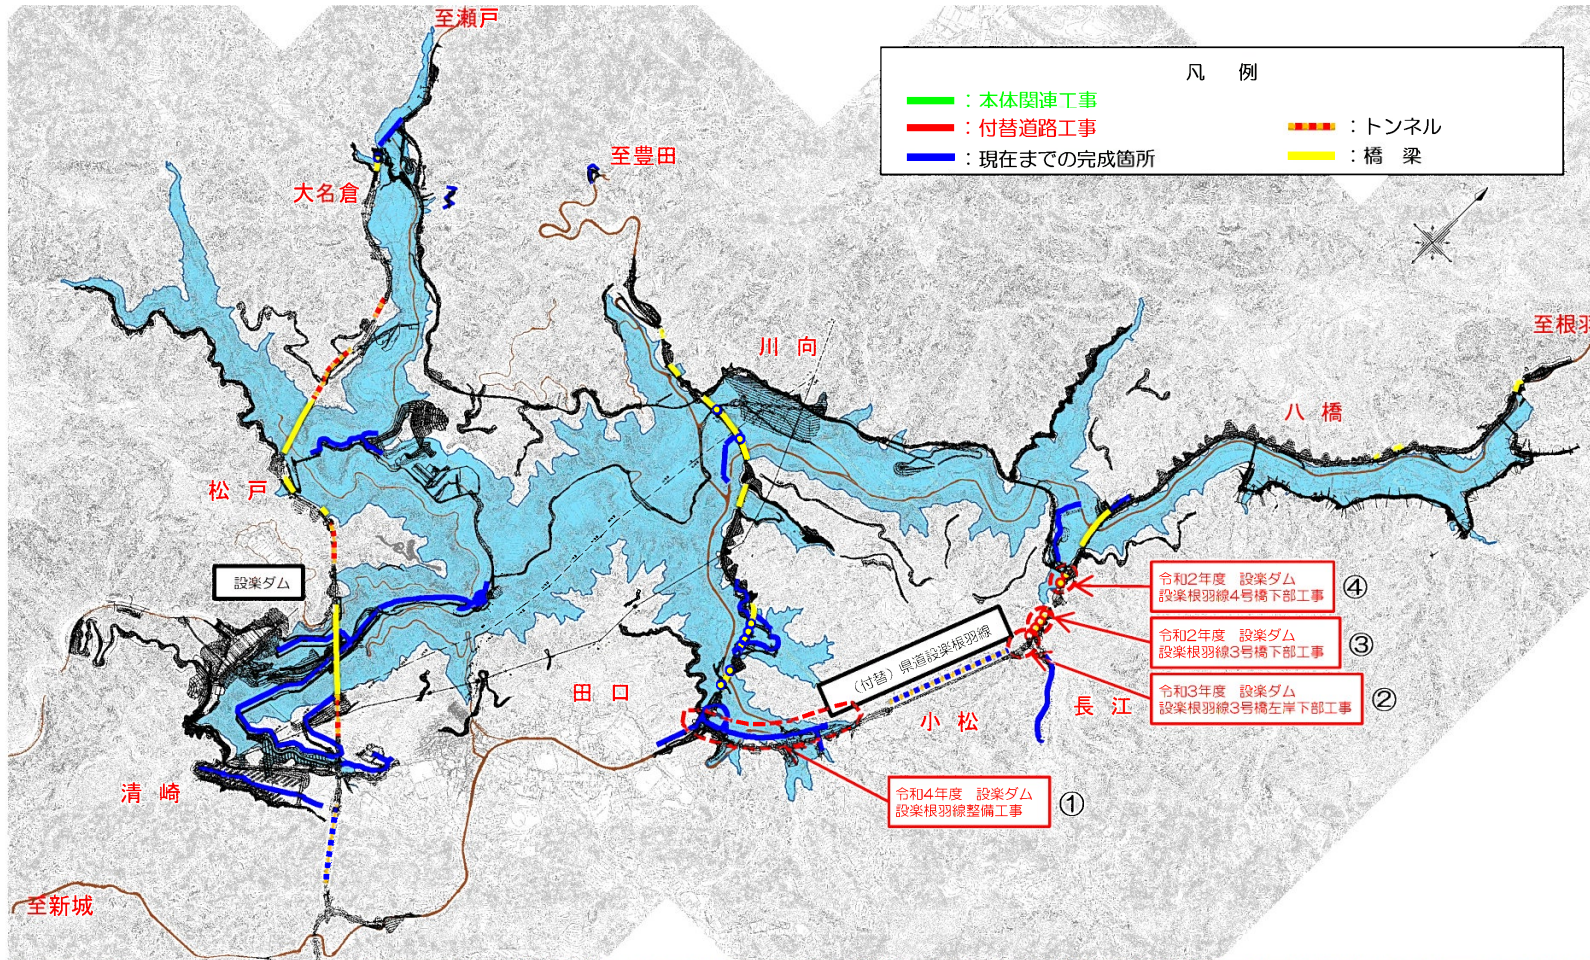 至瀬戸
凡　例
：本体関連工事
：付替道路工事
：トンネル
：現在までの完成箇所
：橋　梁
至豊田
大名倉
至根羽
川　向
八　橋
松　戸
設楽ダム
令和2年度　設楽ダム
設楽根羽線4号橋下部工事
④
令和2年度　設楽ダム
設楽根羽線3号橋下部工事
③
(付替)県道設楽根羽線
令和3年度　設楽ダム
設楽根羽線3号橋左岸下部工事
②
田　口
長　江
小　松
清　崎
令和4年度　設楽ダム
設楽根羽線整備工事
①
至新城